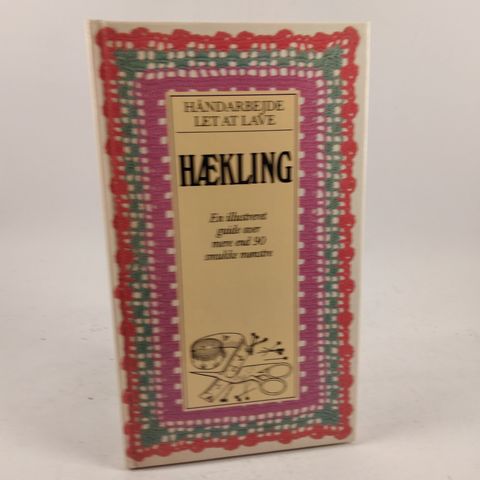 HÅNDARBEJDE
LET AT LAVE
HÆKLING
En illustreret
guide over
mere end 90
smukke mønstre